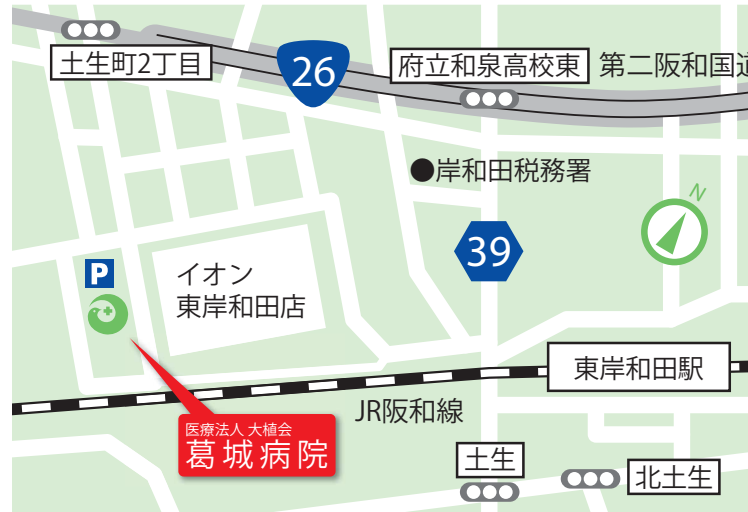 土生町2丁目
26
府立和泉高校東
第二阪和国道
岸和田税務署
N
39
P
イオン
東岸和田店
東岸和田駅
JR阪和線
医療法人 大植会
葛城病院
土生
北土生